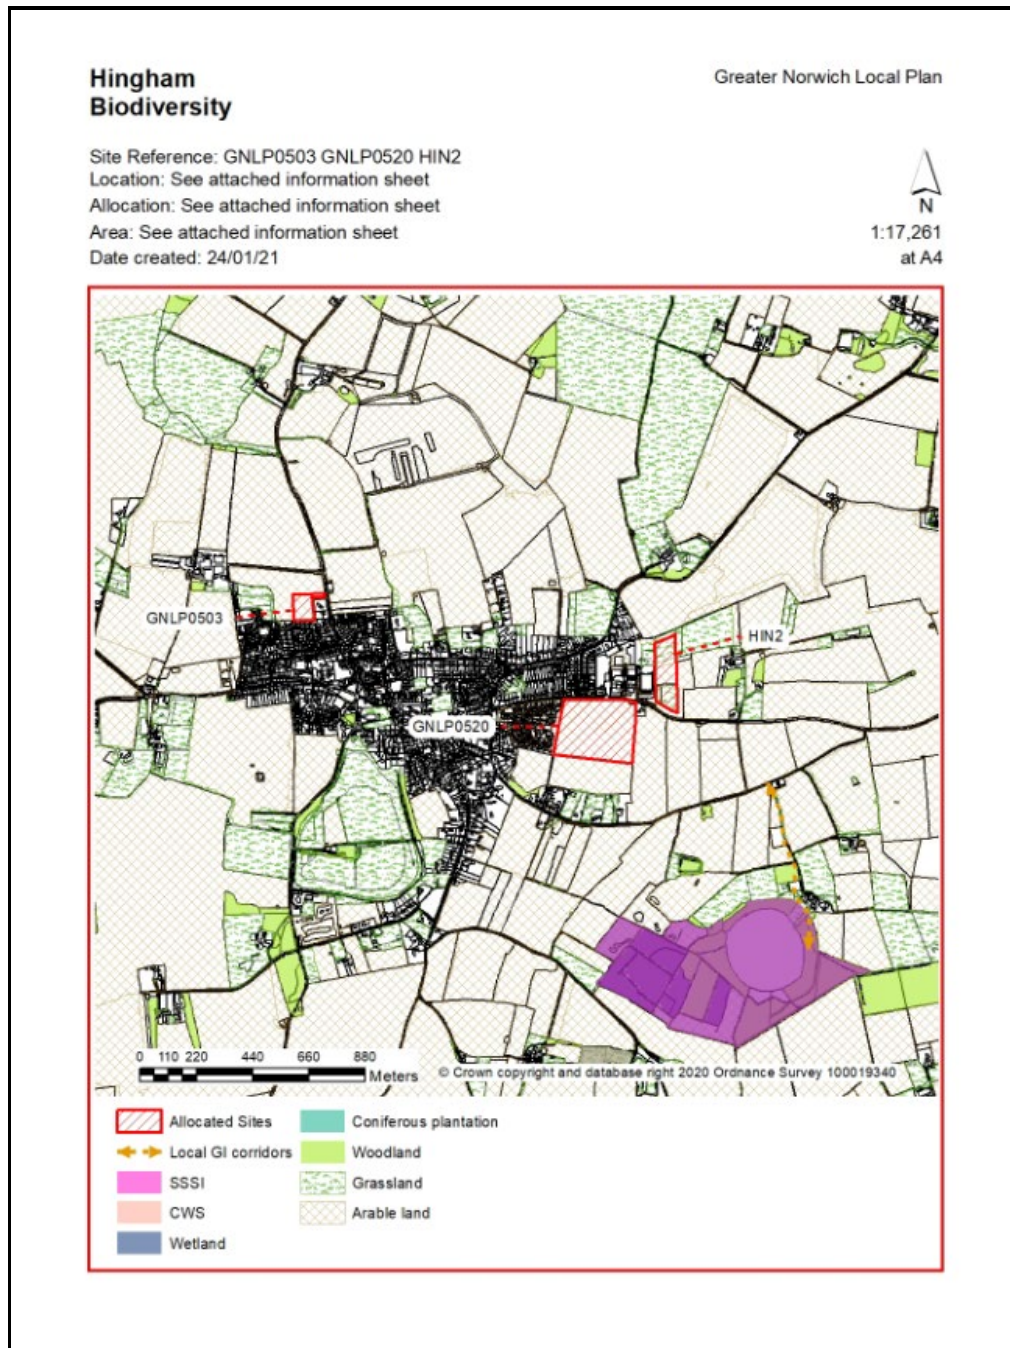 Hingham
Biodiversity
Greater Norwich Local Plan
Site Reference: GNLP0503 GNLP0520 HIN2
Location: See attached information sheet
Allocation: See attached information sheet
Area: See attached information sheet
Date created: 24/01/21
N
1:17,261
at A4
GNLP0503
HIN2
GNLP0520
0 110 220 440 660 880
Meters
© Crown copyright and database right 2020 Ordnance Survey 100019340
Allocated Sites
Local GI corridors
SSSI
CWS
Wetland
Coniferous plantation
Woodland
Grassland
Arable land